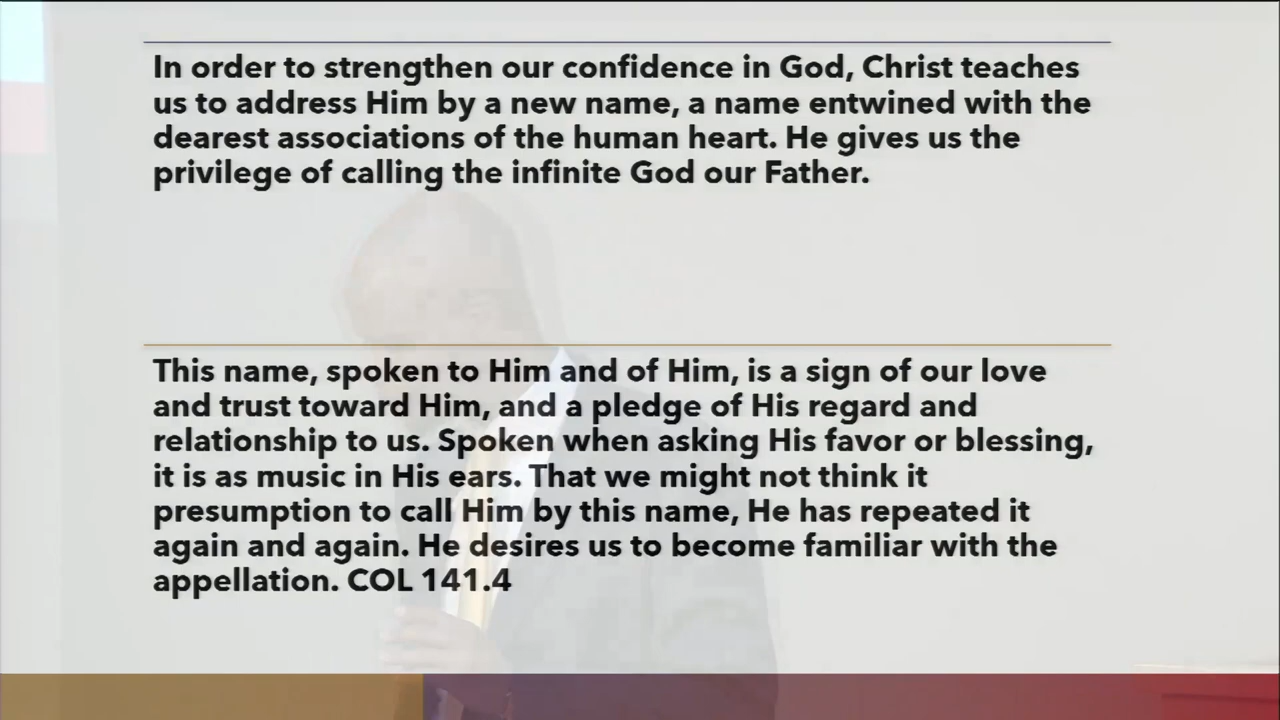 In order to strengthen our confidence in God, Christ teaches
us to address Him by a new name, a name entwined with the
dearest associations of the human heart. He gives us the
privilege of calling the infinite God our Father.
This name, spoken to Him and of Him, is a sign of our love
and trust toward Him, and a pledge of His regard and
relationship to us. Spoken when asking His favor or blessing,
it is as music in His ears. That we might not think it
presumption to call Him by this name, He has repeated it
again and again. He desires us to become familiar with the
appellation. COL 141.4